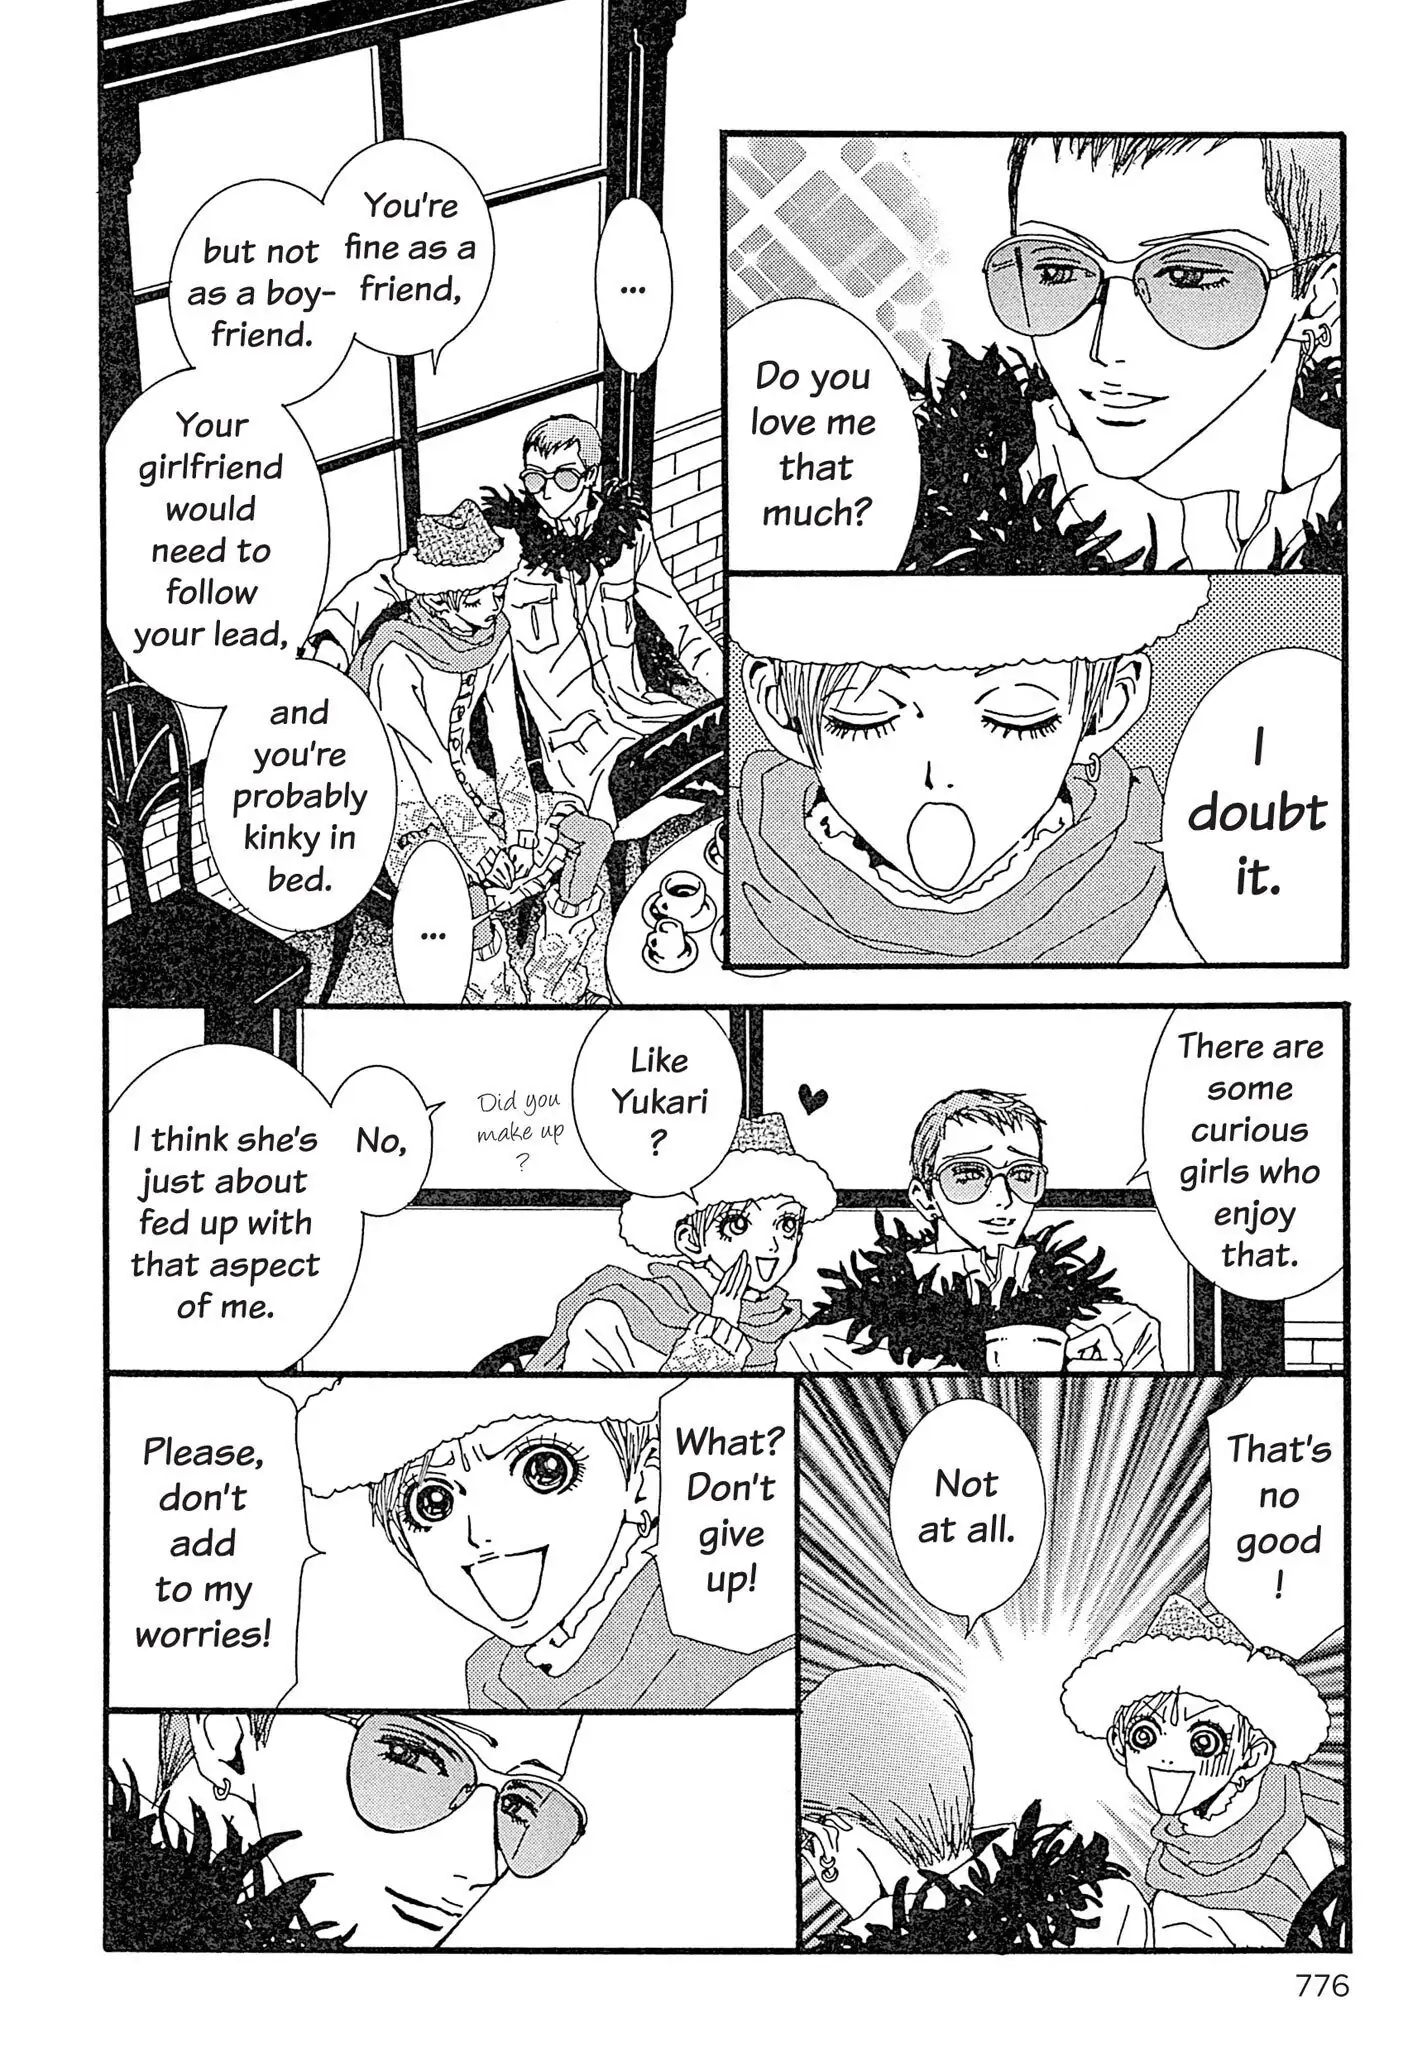 Do you
love me
that
much?
I
doubt
it.
...
You're
fine as a
friend,
but not
as a boy-
friend.
Your
girlfriend
would
need to
follow
your lead,
and
you're
probably
kinky in
bed.
...
There are
some
curious
girls who
enjoy
that.
Like
Yukari
?
Did you
make up
?
No,
I think she's
just about
fed up with
that aspect
of me.
That's
no
good
!
Not
at all.
What?
Don't
give
up!
Please,
don't
add
to my
worries!
776